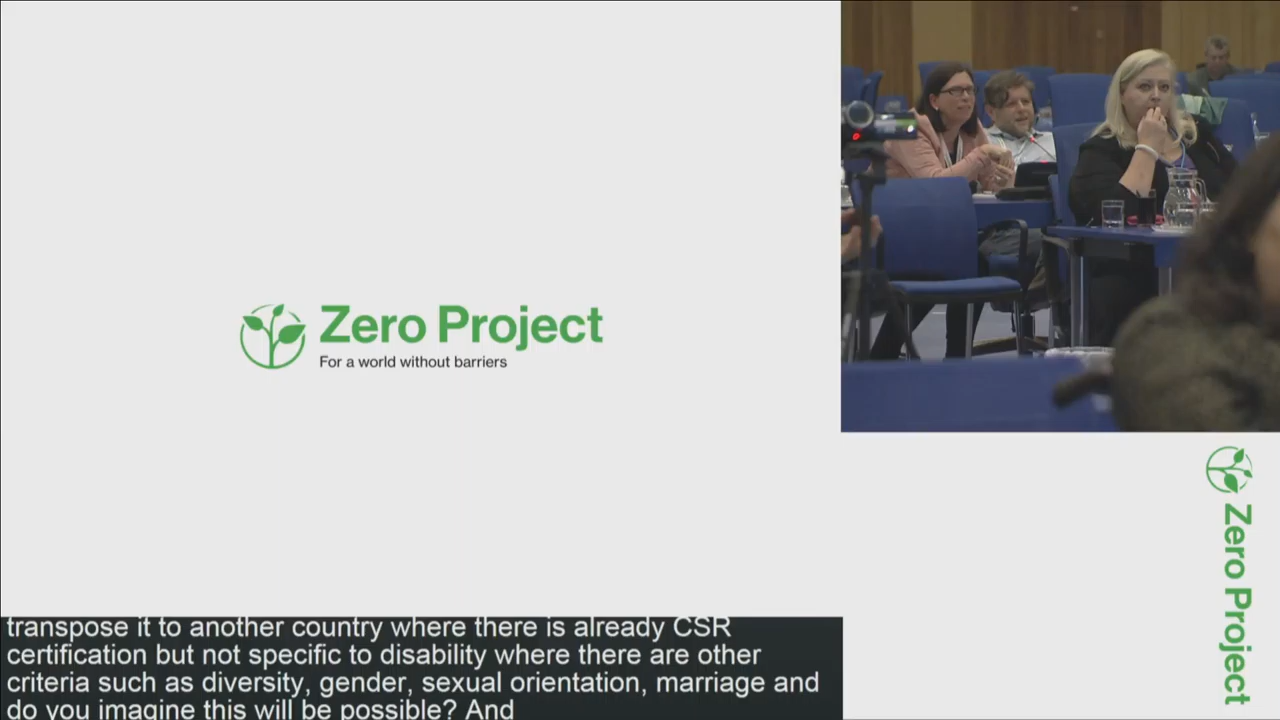 Zero Project
For a world without barriers
Zero Project
transpose it to another country where there is already CSR
certification but not specific to disability where there are other
criteria such as diversity, gender, sexual orientation, marriage and
do you imagine this will be possible? And